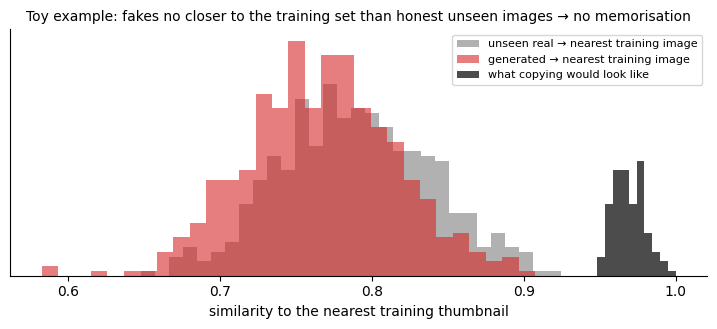 Toy example: fakes no closer to the training set than honest unseen images → no memorisation
unseen real → nearest training image
generated → nearest training image
what copying would look like
0.6 0.7 0.8 0.9 1.0
similarity to the nearest training thumbnail